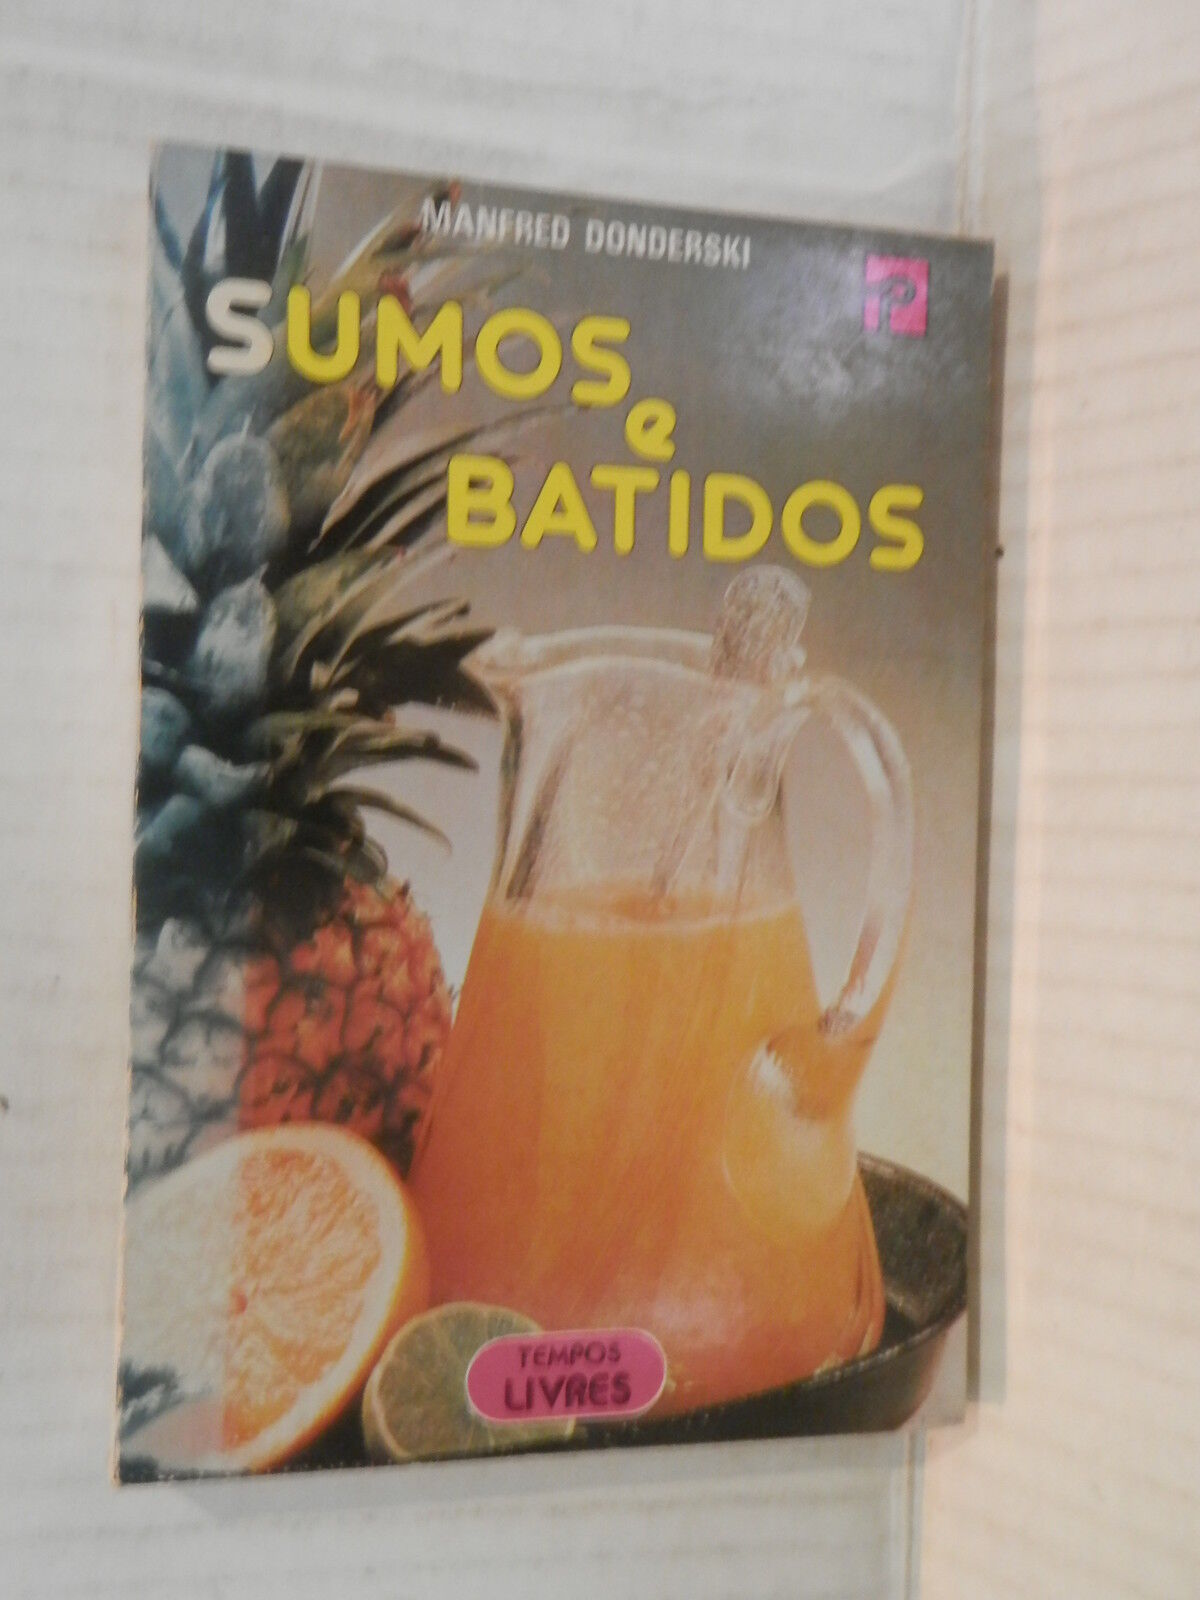 MANFRED DONDERSKI
SUMOS
e
BATIDOS
TEMPOS
LIVRES